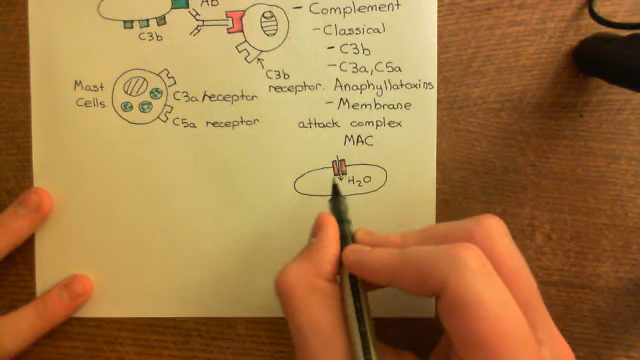 AB
C3b
C3b
receptor.
Mast
Cells.
C3a receptor
C5a receptor
- Complement
- Classical
- C3b
- C3a, C5a
Anaphyllatoxins
- Membrane
attack complex
MAC
H2O